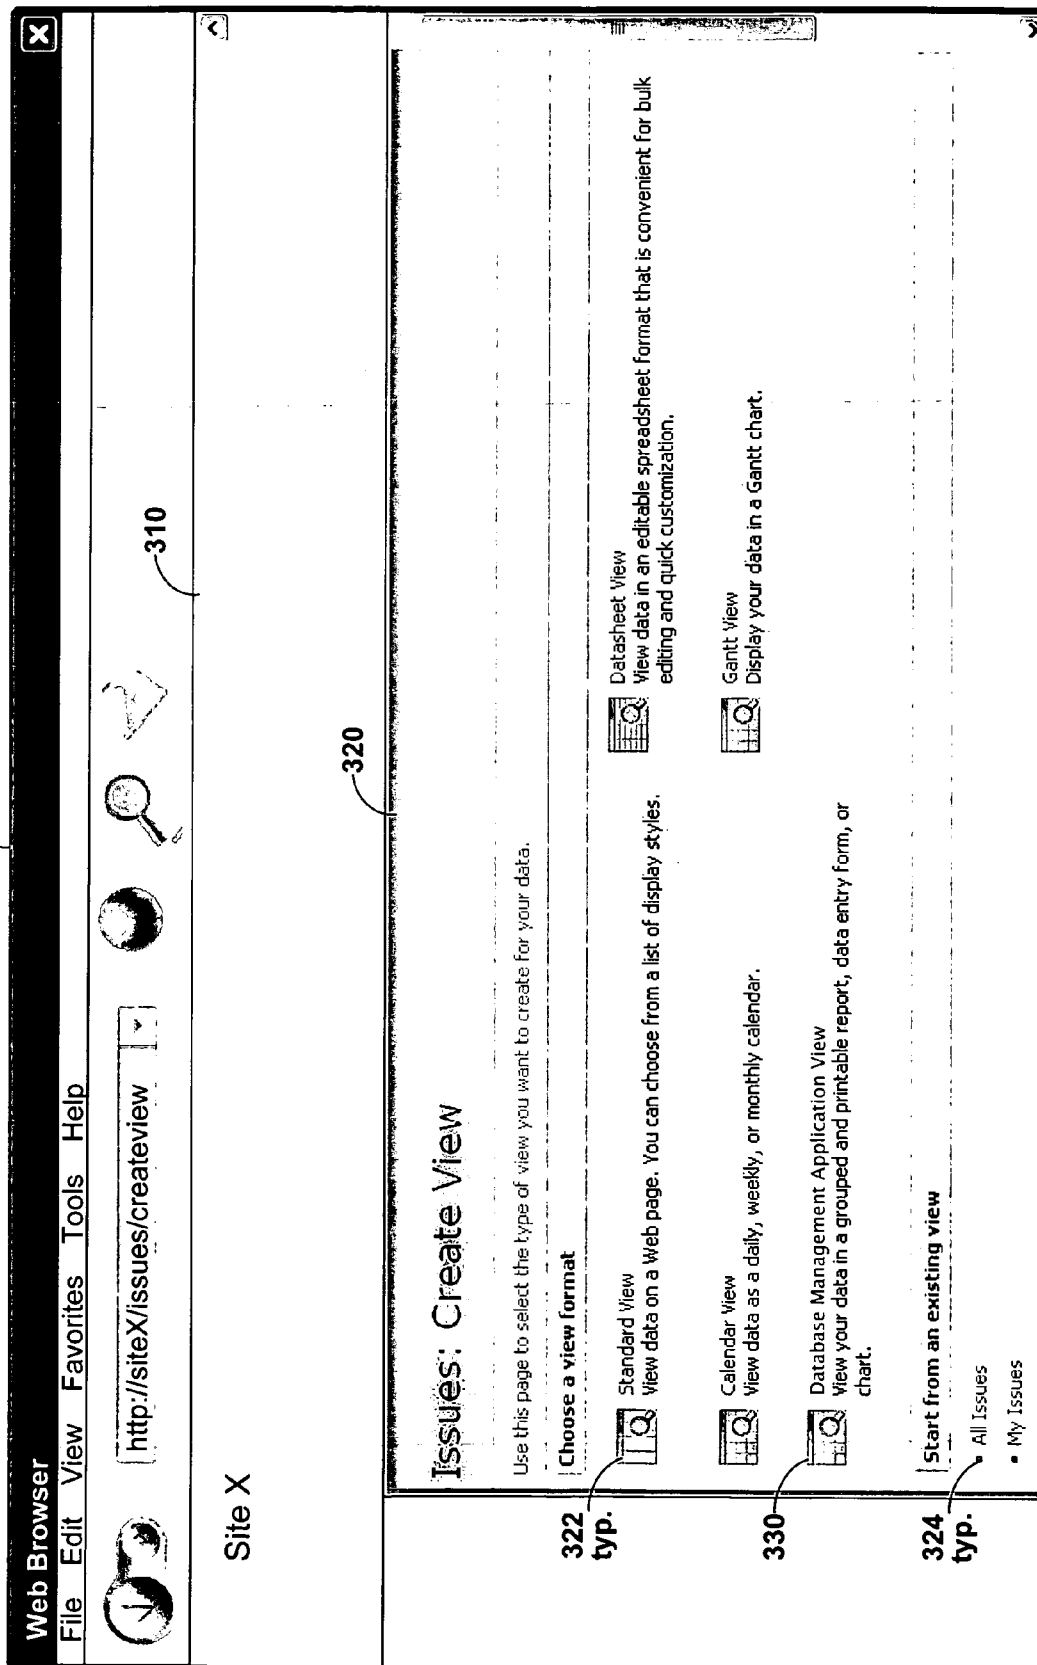 Web Browser
File Edit View Favorites Tools Help
http://siteX/issues/createview
310
Site X
320
Issues: Create View
Use this page to select the type of view you want to create for your data.
Choose a view format
322
typ.
Standard View
View data on a Web page. You can choose from a list of display styles.
Datasheet View
View data in an editable spreadsheet format that is convenient for bulk
editing and quick customization.
Calendar View
View data as a daily, weekly, or monthly calendar.
Gantt View
Display your data in a Gantt chart.
330
Database Management Application View
View your data in a grouped and printable report, data entry form, or
chart.
324
typ.
Start from an existing view
▪ All Issues
▪ My Issues